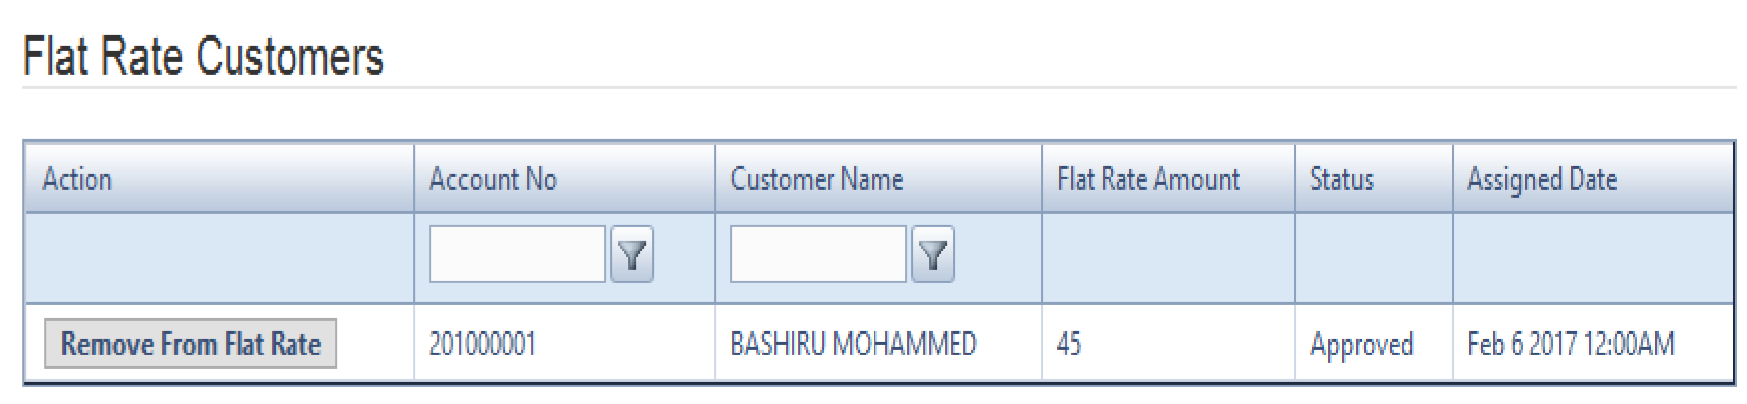 Flat Rate Customers
Action Account No Customer Name Flat Rate Amount Status Assigned Date
Remove From Flat Rate 201000001 BASHIRU MOHAMMED 45 Approved Feb 6 2017 12:00AM